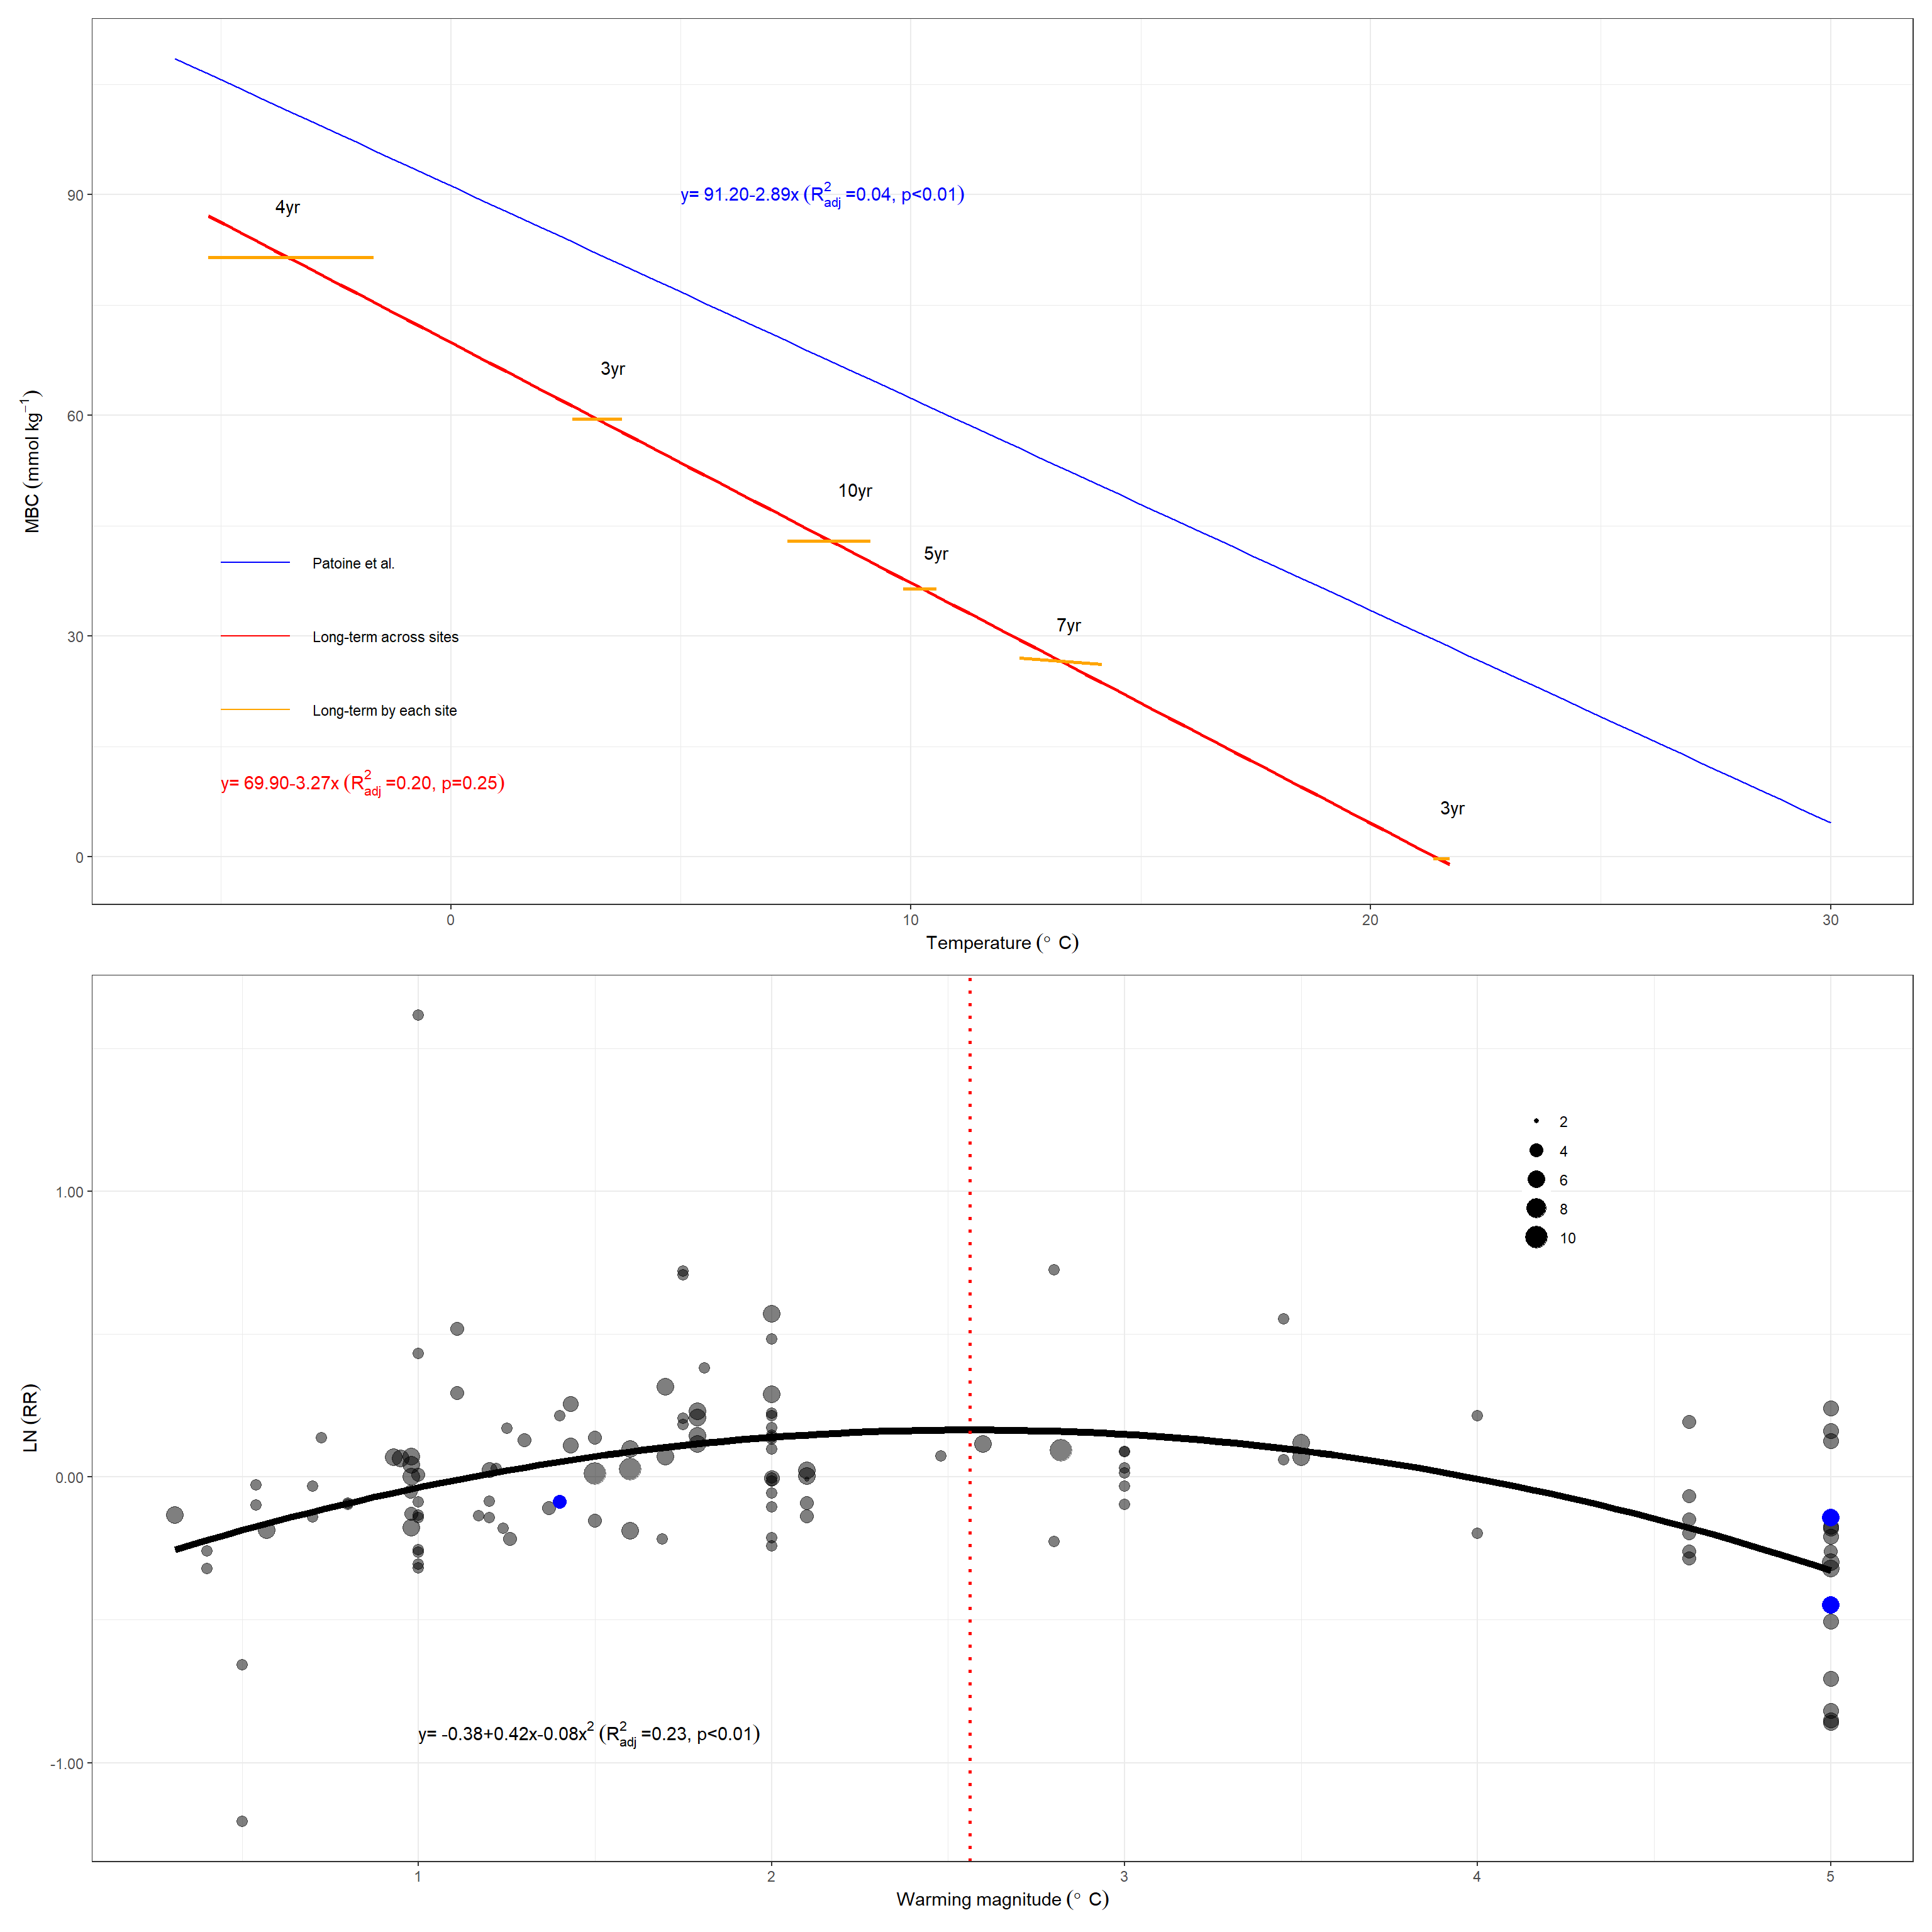 MBC (mmol kg⁻¹)
90
60
30
0
y= 91.20-2.89x (R²adj =0.04, p<0.01)
4yr
3yr
10yr
5yr
7yr
3yr
Patoine et al.
Long-term across sites
Long-term by each site
y= 69.90-3.27x (R²adj =0.20, p=0.25)
0 10 20 30
Temperature (° C)
LN (RR)
1.00
0.00
-1.00
2
4
6
8
10
y= -0.38+0.42x-0.08x² (R²adj =0.23, p<0.01)
1 2 3 4 5
Warming magnitude (° C)